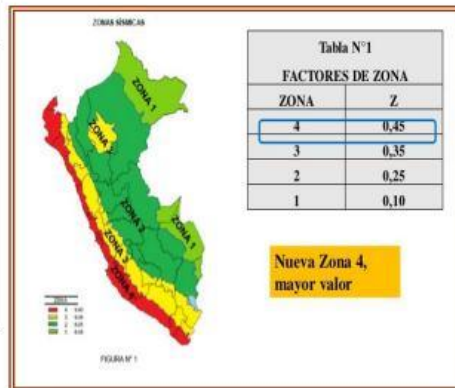 ZONAS SÍSMICAS
ZONA 1
ZONA 3
ZONA 2
ZONA 1
ZONA 3
ZONA 4
FIGURA N° 1
Tabla N°1
FACTORES DE ZONA
ZONA Z
4 0,45
3 0,35
2 0,25
1 0,10
Nueva Zona 4,
mayor valor